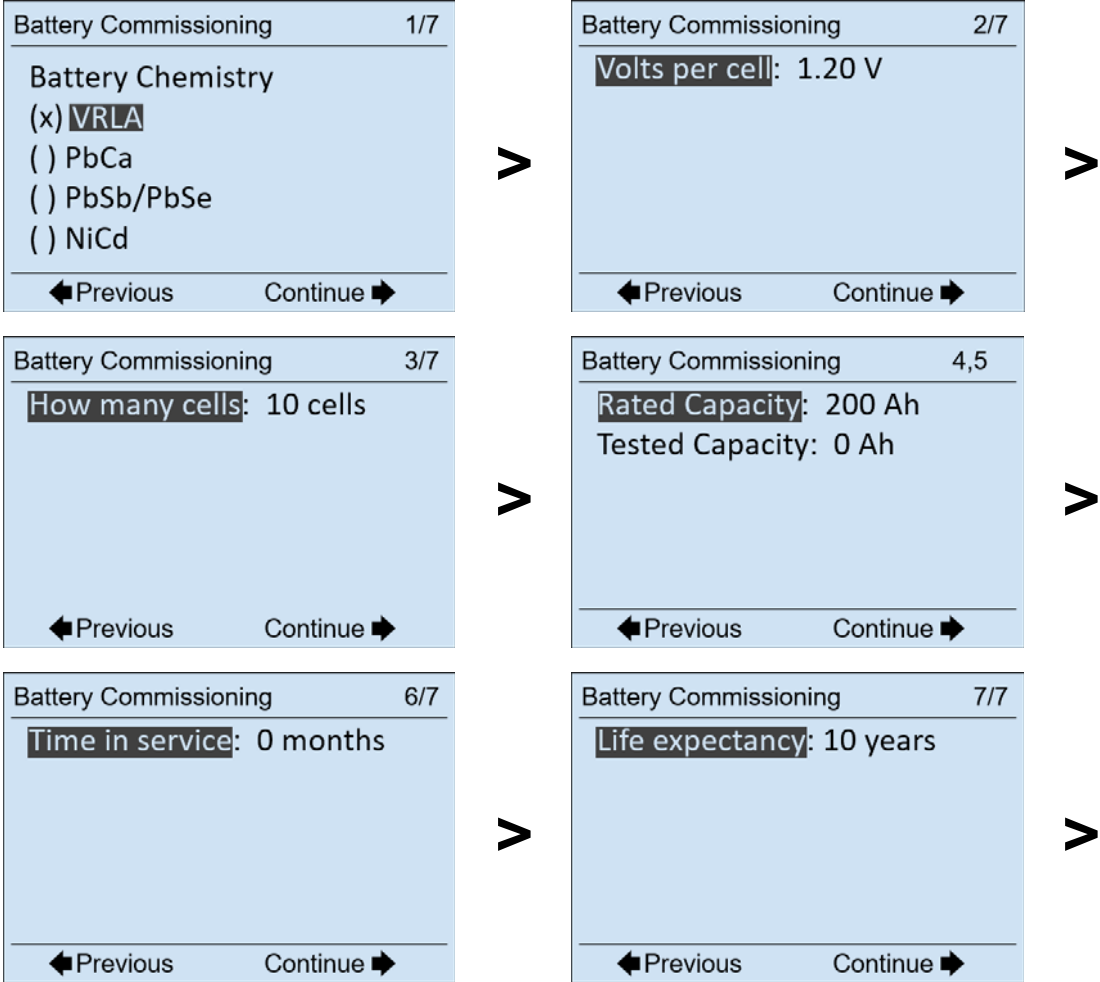 Battery Commissioning 1/7
Battery Chemistry
(x) VRLA
( ) PbCa
( ) PbSb/PbSe
( ) NiCd
🡄Previous Continue 🡆
>
Battery Commissioning 2/7
Volts per cell: 1.20 V
🡄Previous Continue 🡆
>
Battery Commissioning 3/7
How many cells: 10 cells
🡄Previous Continue 🡆
>
Battery Commissioning 4,5
Rated Capacity: 200 Ah
Tested Capacity: 0 Ah
🡄Previous Continue 🡆
>
Battery Commissioning 6/7
Time in service: 0 months
🡄Previous Continue 🡆
>
Battery Commissioning 7/7
Life expectancy: 10 years
🡄Previous Continue 🡆
>